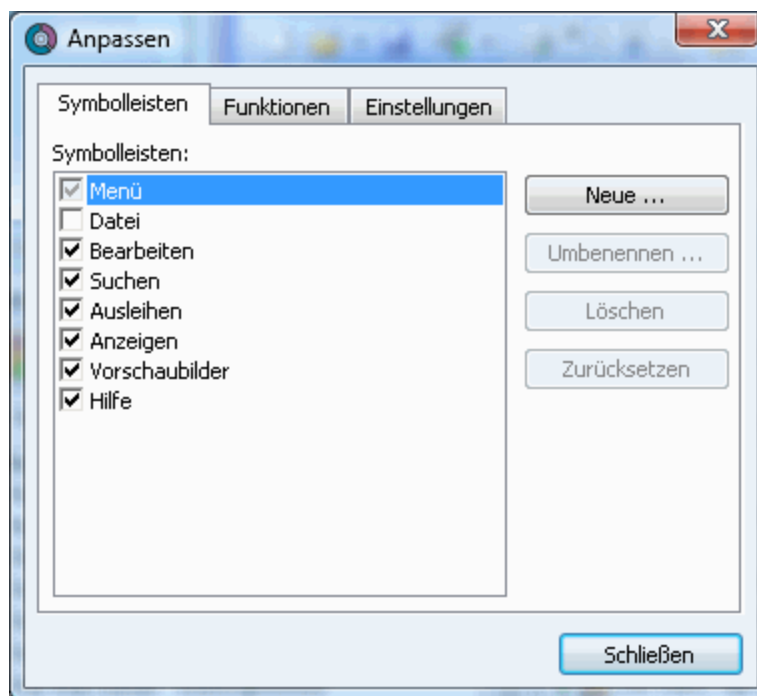 Anpassen
Symbolleisten Funktionen Einstellungen
Symbolleisten:
Menü
Datei
Bearbeiten
Suchen
Ausleihen
Anzeigen
Vorschaubilder
Hilfe
Neue ...
Umbenennen ...
Löschen
Zurücksetzen
Schließen